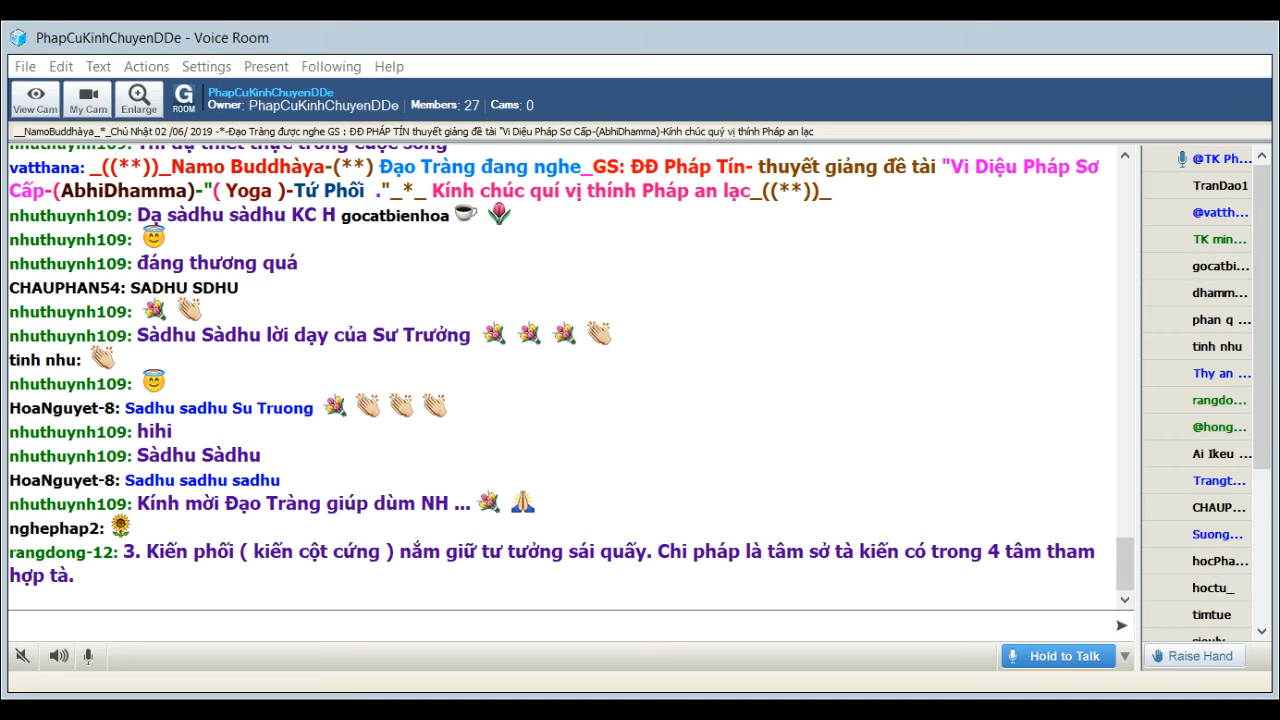 PhapCuKinhChuyenDDe - Voice Room
File Edit Text Actions Settings Present Following Help
View Cam My Cam Enlarge G ROOM PhapCuKinhChuyenDDe
Owner: PhapCuKinhChuyenDDe Members: 27 Cams: 0
__NamoBuddhàya_*_Chủ Nhật 02 /06/ 2019 -*-Đạo Tràng được nghe GS : ĐĐ PHÁP TÍN thuyết giảng đề tài "Vi Diệu Pháp Sơ Cấp-(AbhiDhamma)-Kính chúc quý vị thính Pháp an lạc
vatthana: _((**))_Namo Buddhàya-(**) Đạo Tràng đang nghe_GS: ĐĐ Pháp Tín- thuyết giảng đề tài "Vi Diệu Pháp Sơ
Cấp-(AbhiDhamma)-"( Yoga )-Tứ Phối ."_*_ Kính chúc quí vị thính Pháp an lạc_((**))_
nhuthuynh109: Dạ sàdhu sàdhu KC H gocatbienhoa
nhuthuynh109:
nhuthuynh109: đáng thương quá
CHAUPHAN54: SADHU SDHU
nhuthuynh109:
nhuthuynh109: Sàdhu Sàdhu lời dạy của Sư Trưởng
tinh nhu:
nhuthuynh109:
HoaNguyet-8: Sadhu sadhu Su Truong
nhuthuynh109: hihi
nhuthuynh109: Sàdhu Sàdhu
HoaNguyet-8: Sadhu sadhu sadhu
nhuthuynh109: Kính mời Đạo Tràng giúp dùm NH ...
nghephap2:
rangdong-12: 3. Kiến phối ( kiến cột cứng ) nắm giữ tư tưởng sái quấy. Chi pháp là tâm sở tà kiến có trong 4 tâm tham
hợp tà.
@TK Ph...
TranDao1
@vatth...
TK min...
gocatbi...
dhamm...
phan q ...
tinh nhu
Thy an ...
rangdo...
@hong...
Ai Ikeu ...
Trangt...
CHAUP...
Suong...
hocPha...
hoctu_
timtue
Hold to Talk
Raise Hand